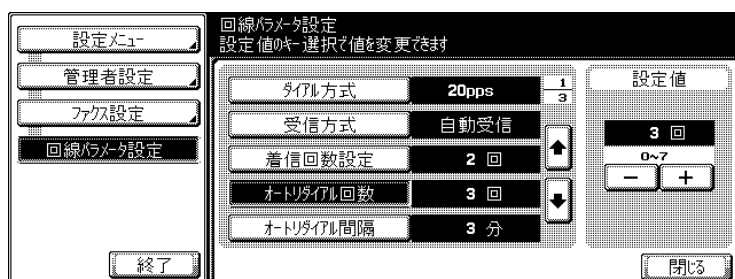 設定メニュー
管理者設定
ファクス設定
回線パラメータ設定
終了
回線パラメータ設定
設定値のキー選択で値を変更できます
ダイアル方式 20pps
受信方式 自動受信
着信回数設定 2 回
オートリダイアル回数 3 回
オートリダイアル間隔 3 分
1
3
設定値
3 回
0~7
− +
閉じる